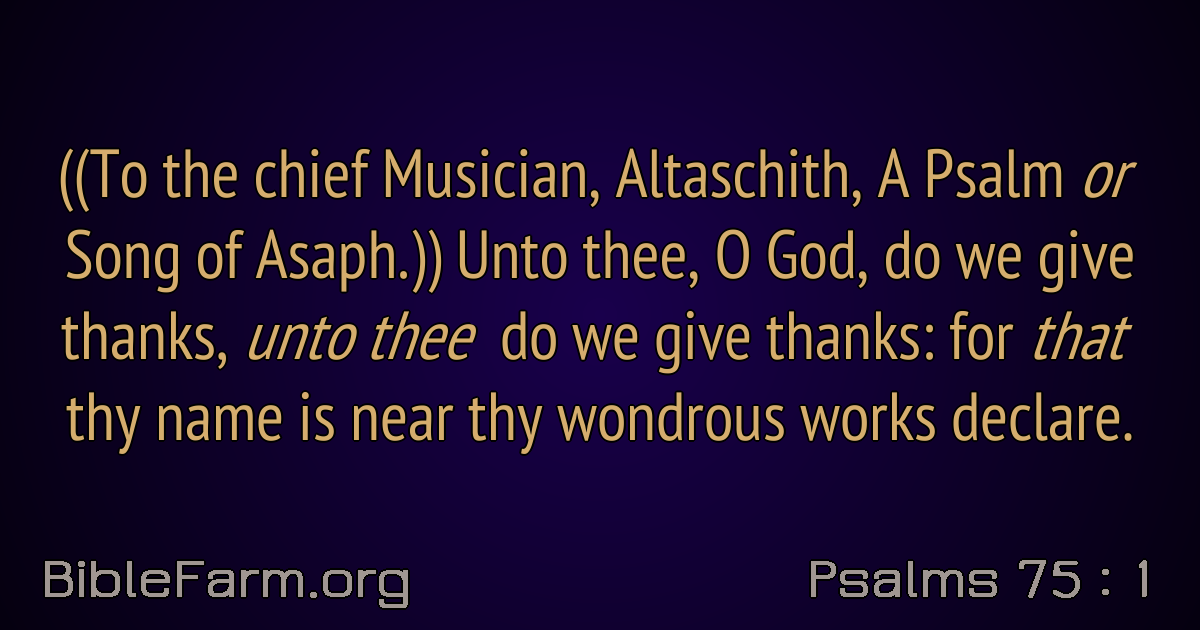 ((To the chief Musician, Altaschith, A Psalm or
Song of Asaph.)) Unto thee, O God, do we give
thanks, unto thee do we give thanks: for that
thy name is near thy wondrous works declare.
BibleFarm.org
Psalms 75 : 1